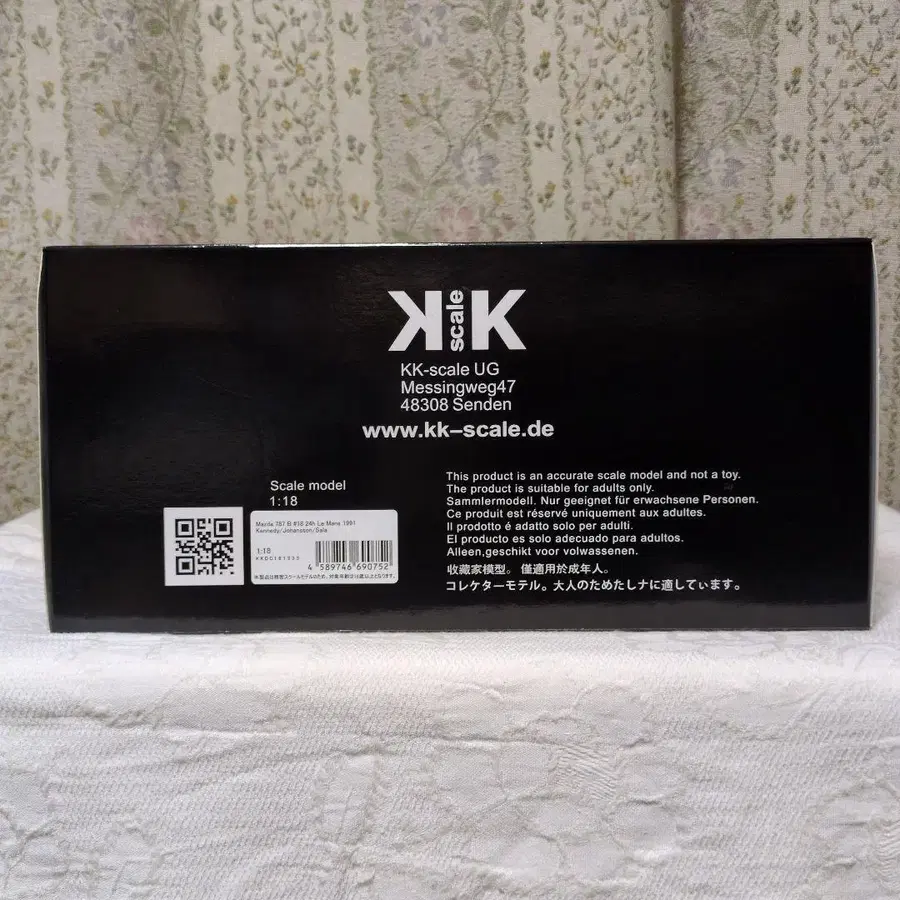 KK
scale
KK-scale UG
Messingweg47
48308 Senden
www.kk-scale.de
Scale model
1:18
Mazda 787 B #18 24h Le Mans 1991
Kennedy/Johansson/Sala
1:18
4 589746 690752
This product is an accurate scale model and not a toy.
The product is suitable for adults only.
Sammlermodell. Nur geeignet für erwachsene Personen.
Ce produit est réservé uniquement aux adultes.
Il prodotto é adatto solo per adulti.
El producto es solo adecuado para adultos.
Alleen,geschikt voor volwassenen.
收藏家模型。僅適用於成年人。
コレケターモテル。大人のためたしナに適してぃます。